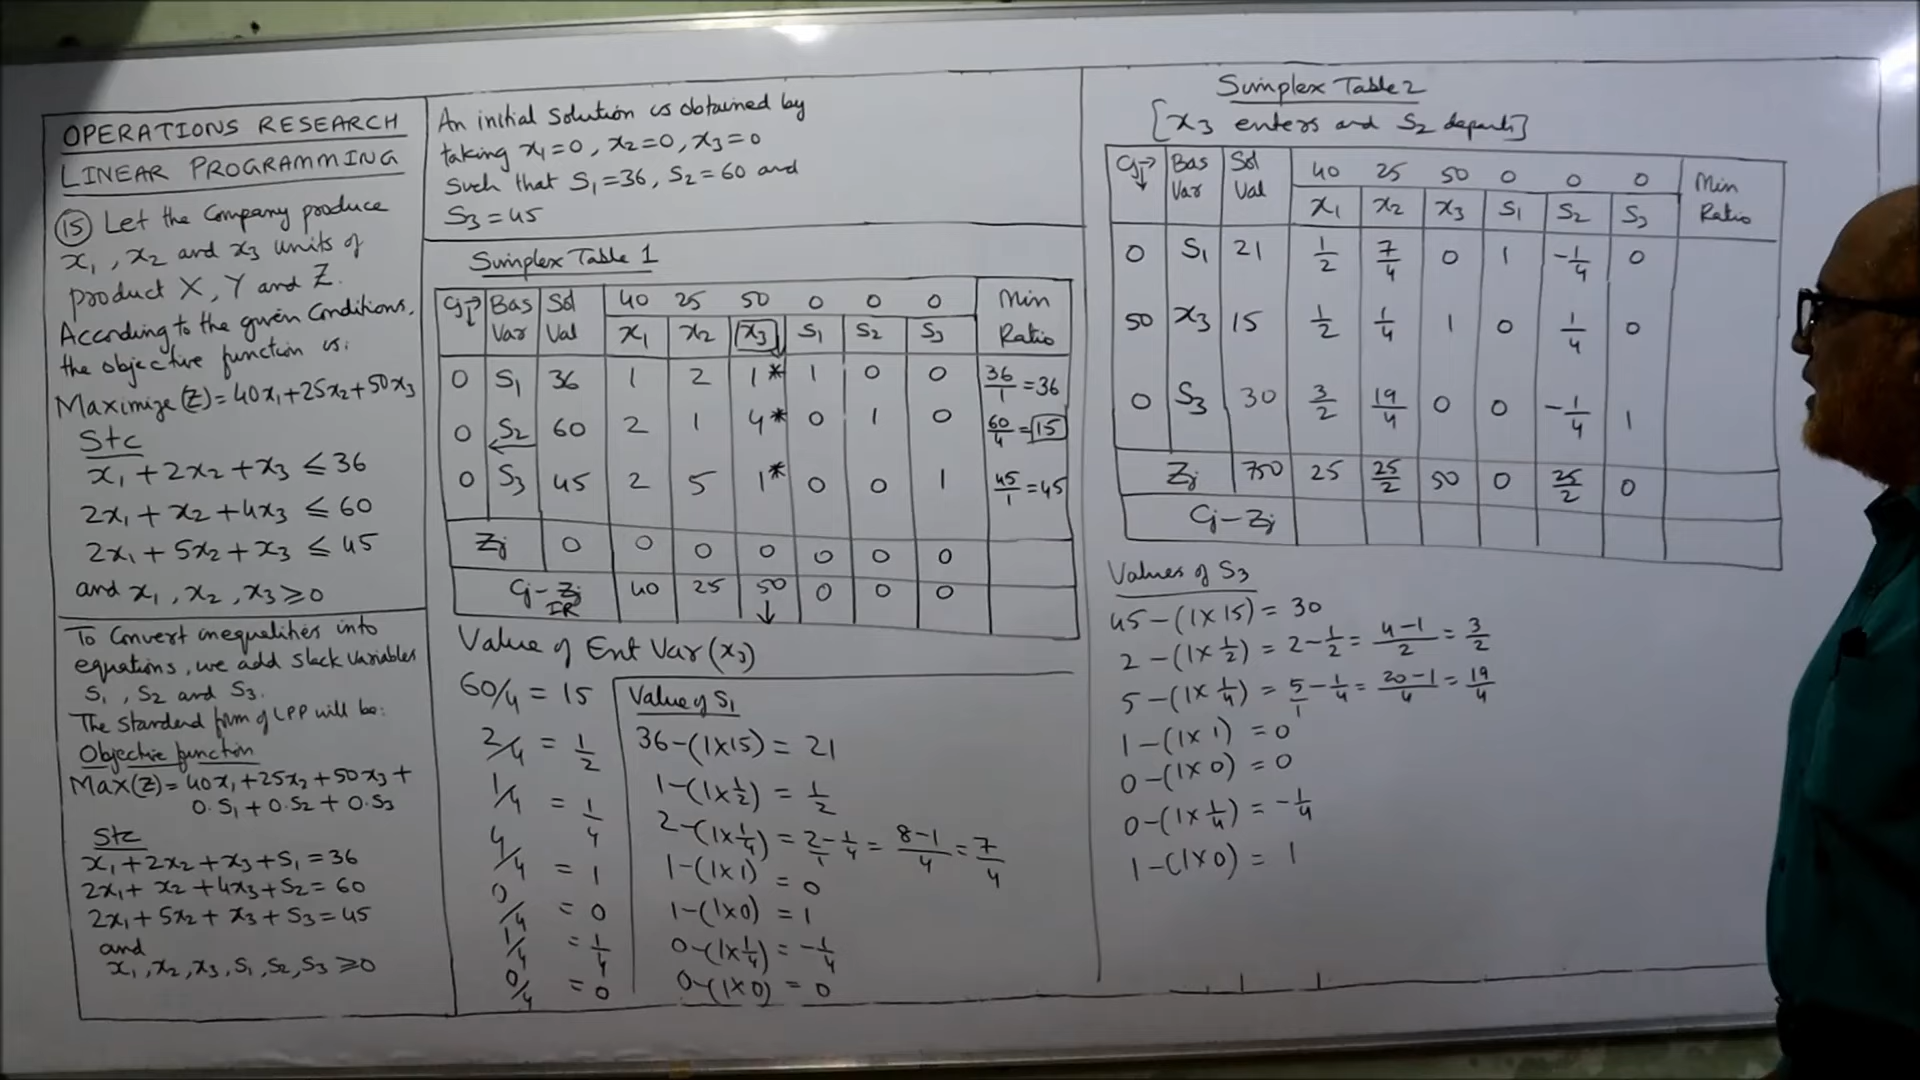 OPERATIONS RESEARCH
LINEAR PROGRAMMING
(15) Let the Company produce
x₁, x₂ and x₃ units of
product X, Y and Z.
According to the given Conditions,
the objective function is:
Maximize (Z) = 40x₁+25x₂+50x₃
Stc
x₁+2x₂+x₃ ≤ 36
2x₁+x₂+4x₃ ≤ 60
2x₁+5x₂+x₃ ≤ 45
and x₁, x₂, x₃ ≥ 0
To Convert inequalities into
equations, we add slack variables
S₁, S₂ and S₃.
The Standard form of LPP will be:
Objective function
Max(Z) = 40x₁+25x₂+50x₃+
0.S₁+0.S₂+0.S₃
Stc
x₁+2x₂+x₃+S₁=36
2x₁+x₂+4x₃+S₂=60
2x₁+5x₂+x₃+S₃=45
and
x₁, x₂, x₃, S₁, S₂, S₃ ≥0
An initial Solution is obtained by
taking x₁=0, x₂=0, x₃=0
Such that S₁=36, S₂=60 and
S₃=45
Simplex Table 1
Cj→ Bas Sol 40 25 50 0 0 0 Min
↓ Var Val x₁ x₂ x₃ S₁ S₂ S₃ Ratio
0 S₁ 36 1 2 1* 1 0 0 36/1=36
0 S₂ 60 2 1 4* 0 1 0 60/4=15
0 S₃ 45 2 5 1* 0 0 1 45/1=45
Zj 0 0 0 0 0 0 0
Cj-Zj 40 25 50 0 0 0
IR ↓
Value of Ent Var (x₃)
60/4 = 15
2/4 = 1/2
1/4 = 1/4
4/4 = 1
0/4 = 0
1/4 = 1/4
0/4 = 0
Value of S₁
36-(1×15) = 21
1-(1×1/2) = 1/2
2-(1×1/4) = 2/1-1/4 = 8-1/4 = 7/4
1-(1×1) = 0
1-(1×0) = 1
0-(1×1/4) = -1/4
0-(1×0) = 0
Simplex Table 2
[x₃ enters and S₂ departs]
Cj→ Bas Sol 40 25 50 0 0 0 Min
↓ Var Val x₁ x₂ x₃ S₁ S₂ S₃ Ratio
0 S₁ 21 1/2 7/4 0 1 -1/4 0
50 x₃ 15 1/2 1/4 1 0 1/4 0
0 S₃ 30 3/2 19/4 0 0 -1/4 1
Zj 750 25 25/2 50 0 25/2 0
Cj-Zj
Values of S₃
45-(1×15) = 30
2-(1×1/2) = 2-1/2 = 4-1/2 = 3/2
5-(1×1/4) = 5/1-1/4 = 20-1/4 = 19/4
1-(1×1) = 0
0-(1×0) = 0
0-(1×1/4) = -1/4
1-(1×0) = 1